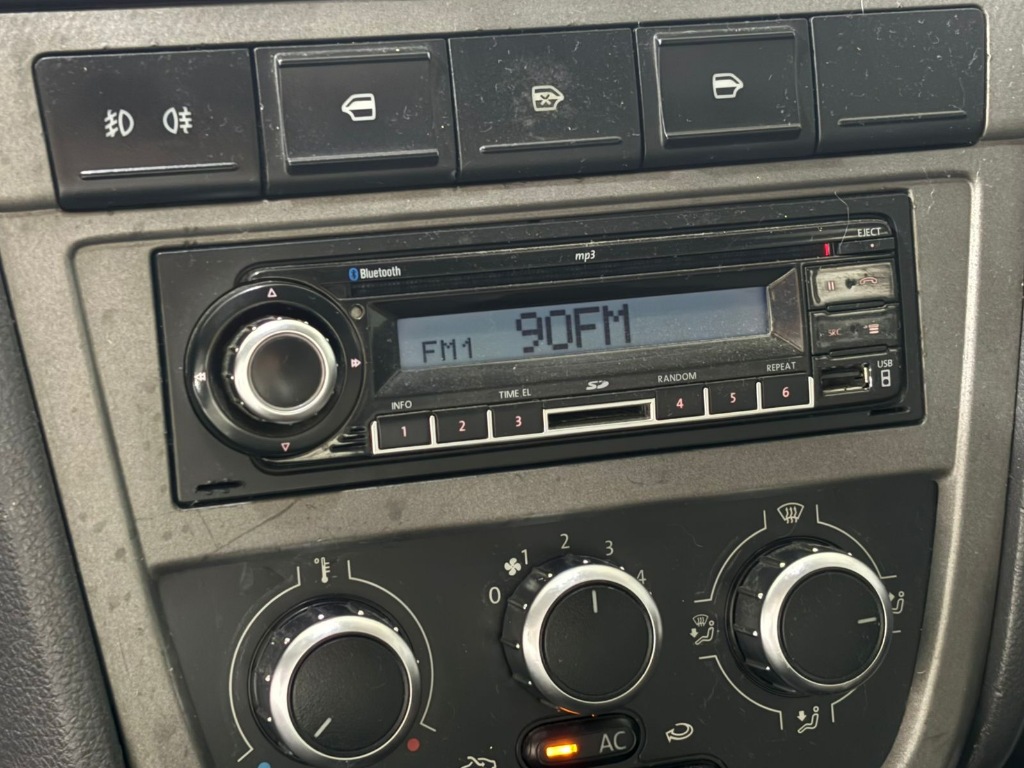 EJECT
mp3
Bluetooth
FM1 90FM
SRC
USB
INFO TIME EL SD RANDOM REPEAT
1 2 3 4 5 6
0 1 2 3 4
AC